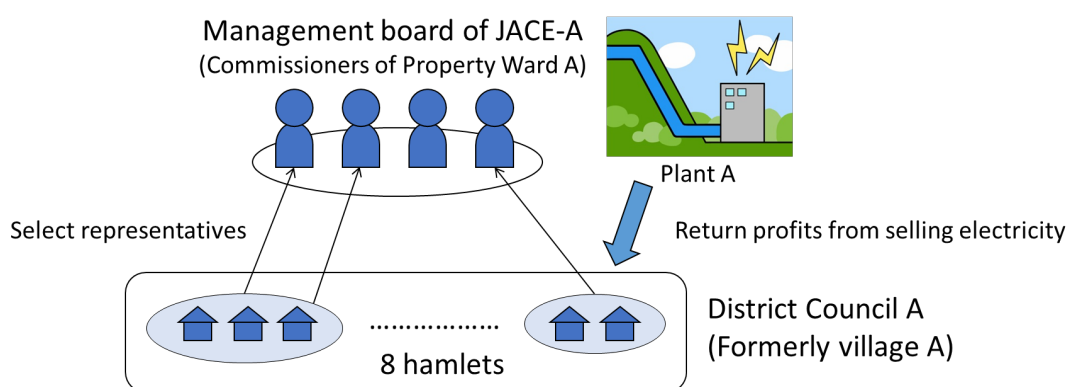 Management board of JACE-A
(Commissioners of Property Ward A)
Plant A
Select representatives
Return profits from selling electricity
District Council A
(Formerly village A)
………………
8 hamlets